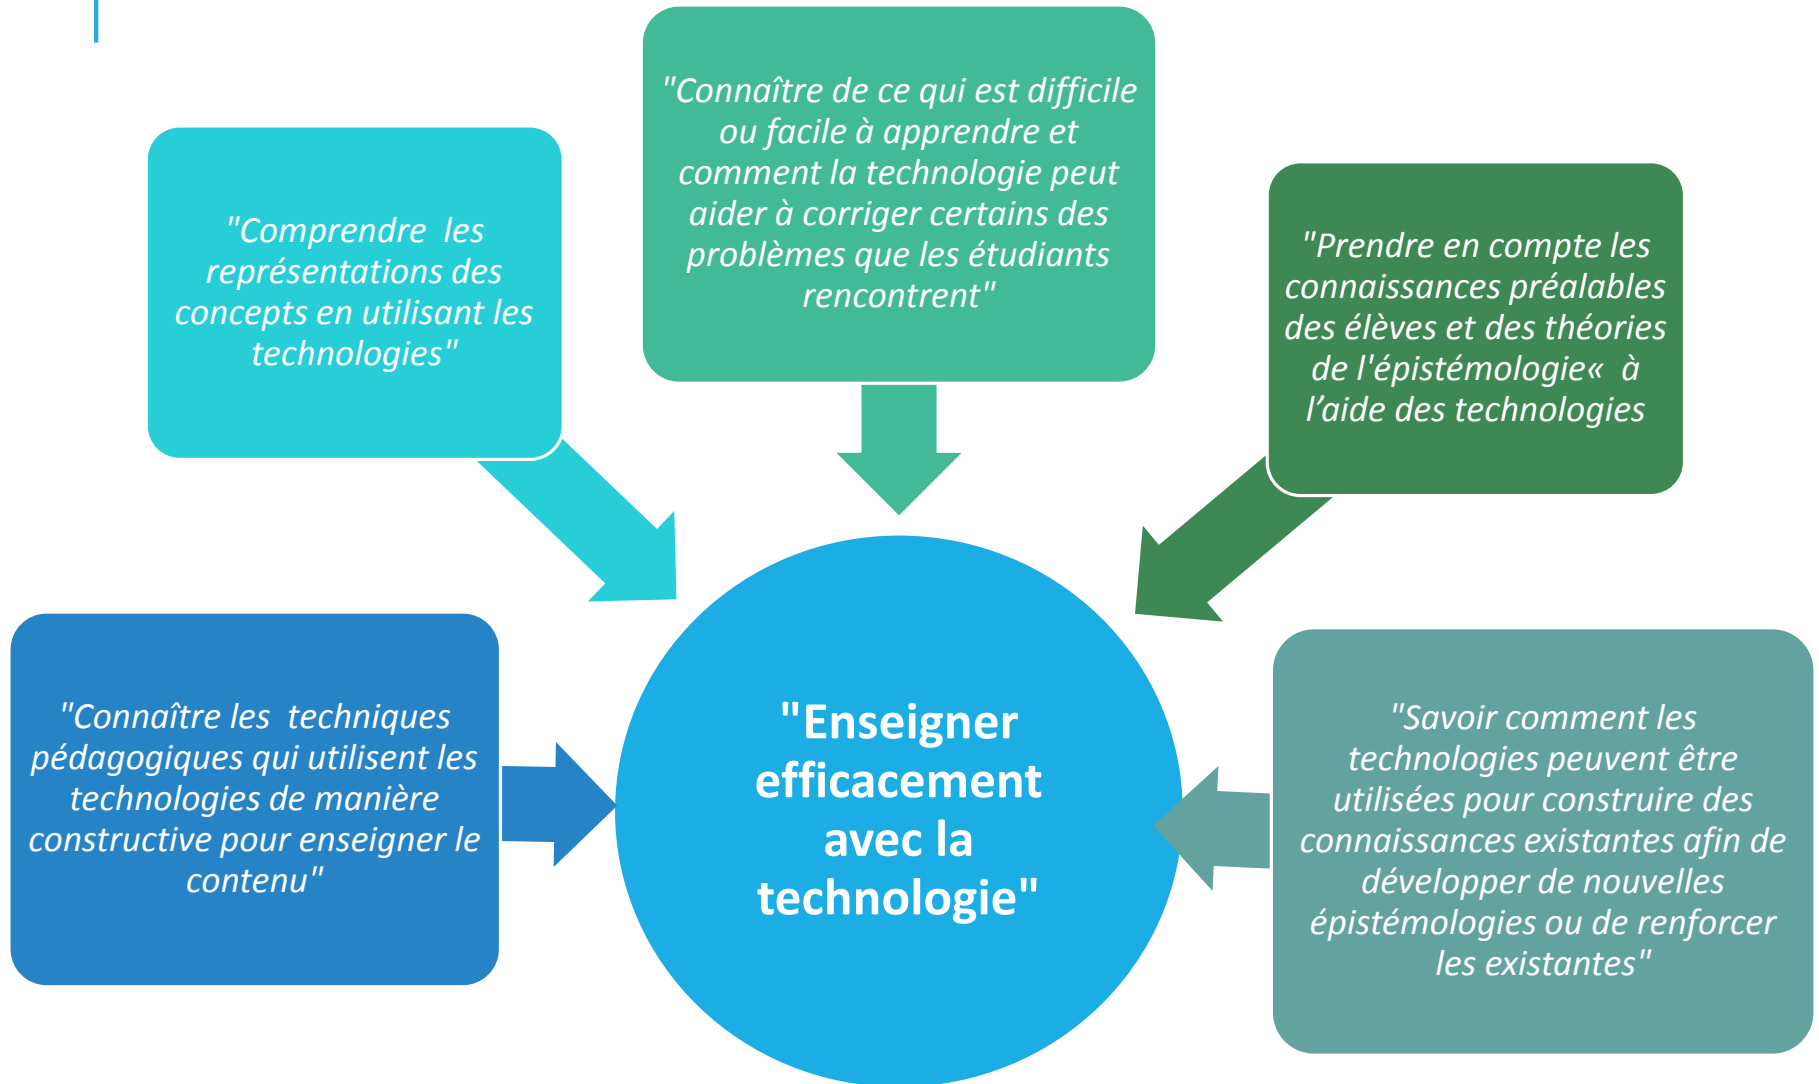 "Connaître de ce qui est difficile
ou facile à apprendre et
comment la technologie peut
aider à corriger certains des
problèmes que les étudiants
rencontrent"
"Comprendre  les
représentations des
concepts en utilisant les
technologies"
"Prendre en compte les
connaissances préalables
des élèves et des théories
de l'épistémologie«  à
l’aide des technologies
"Connaître les  techniques
pédagogiques qui utilisent les
technologies de manière
constructive pour enseigner le
contenu"
"Enseigner
efficacement
avec la
technologie"
"Savoir comment les
technologies peuvent être
utilisées pour construire des
connaissances existantes afin de
développer de nouvelles
épistémologies ou de renforcer
les existantes"